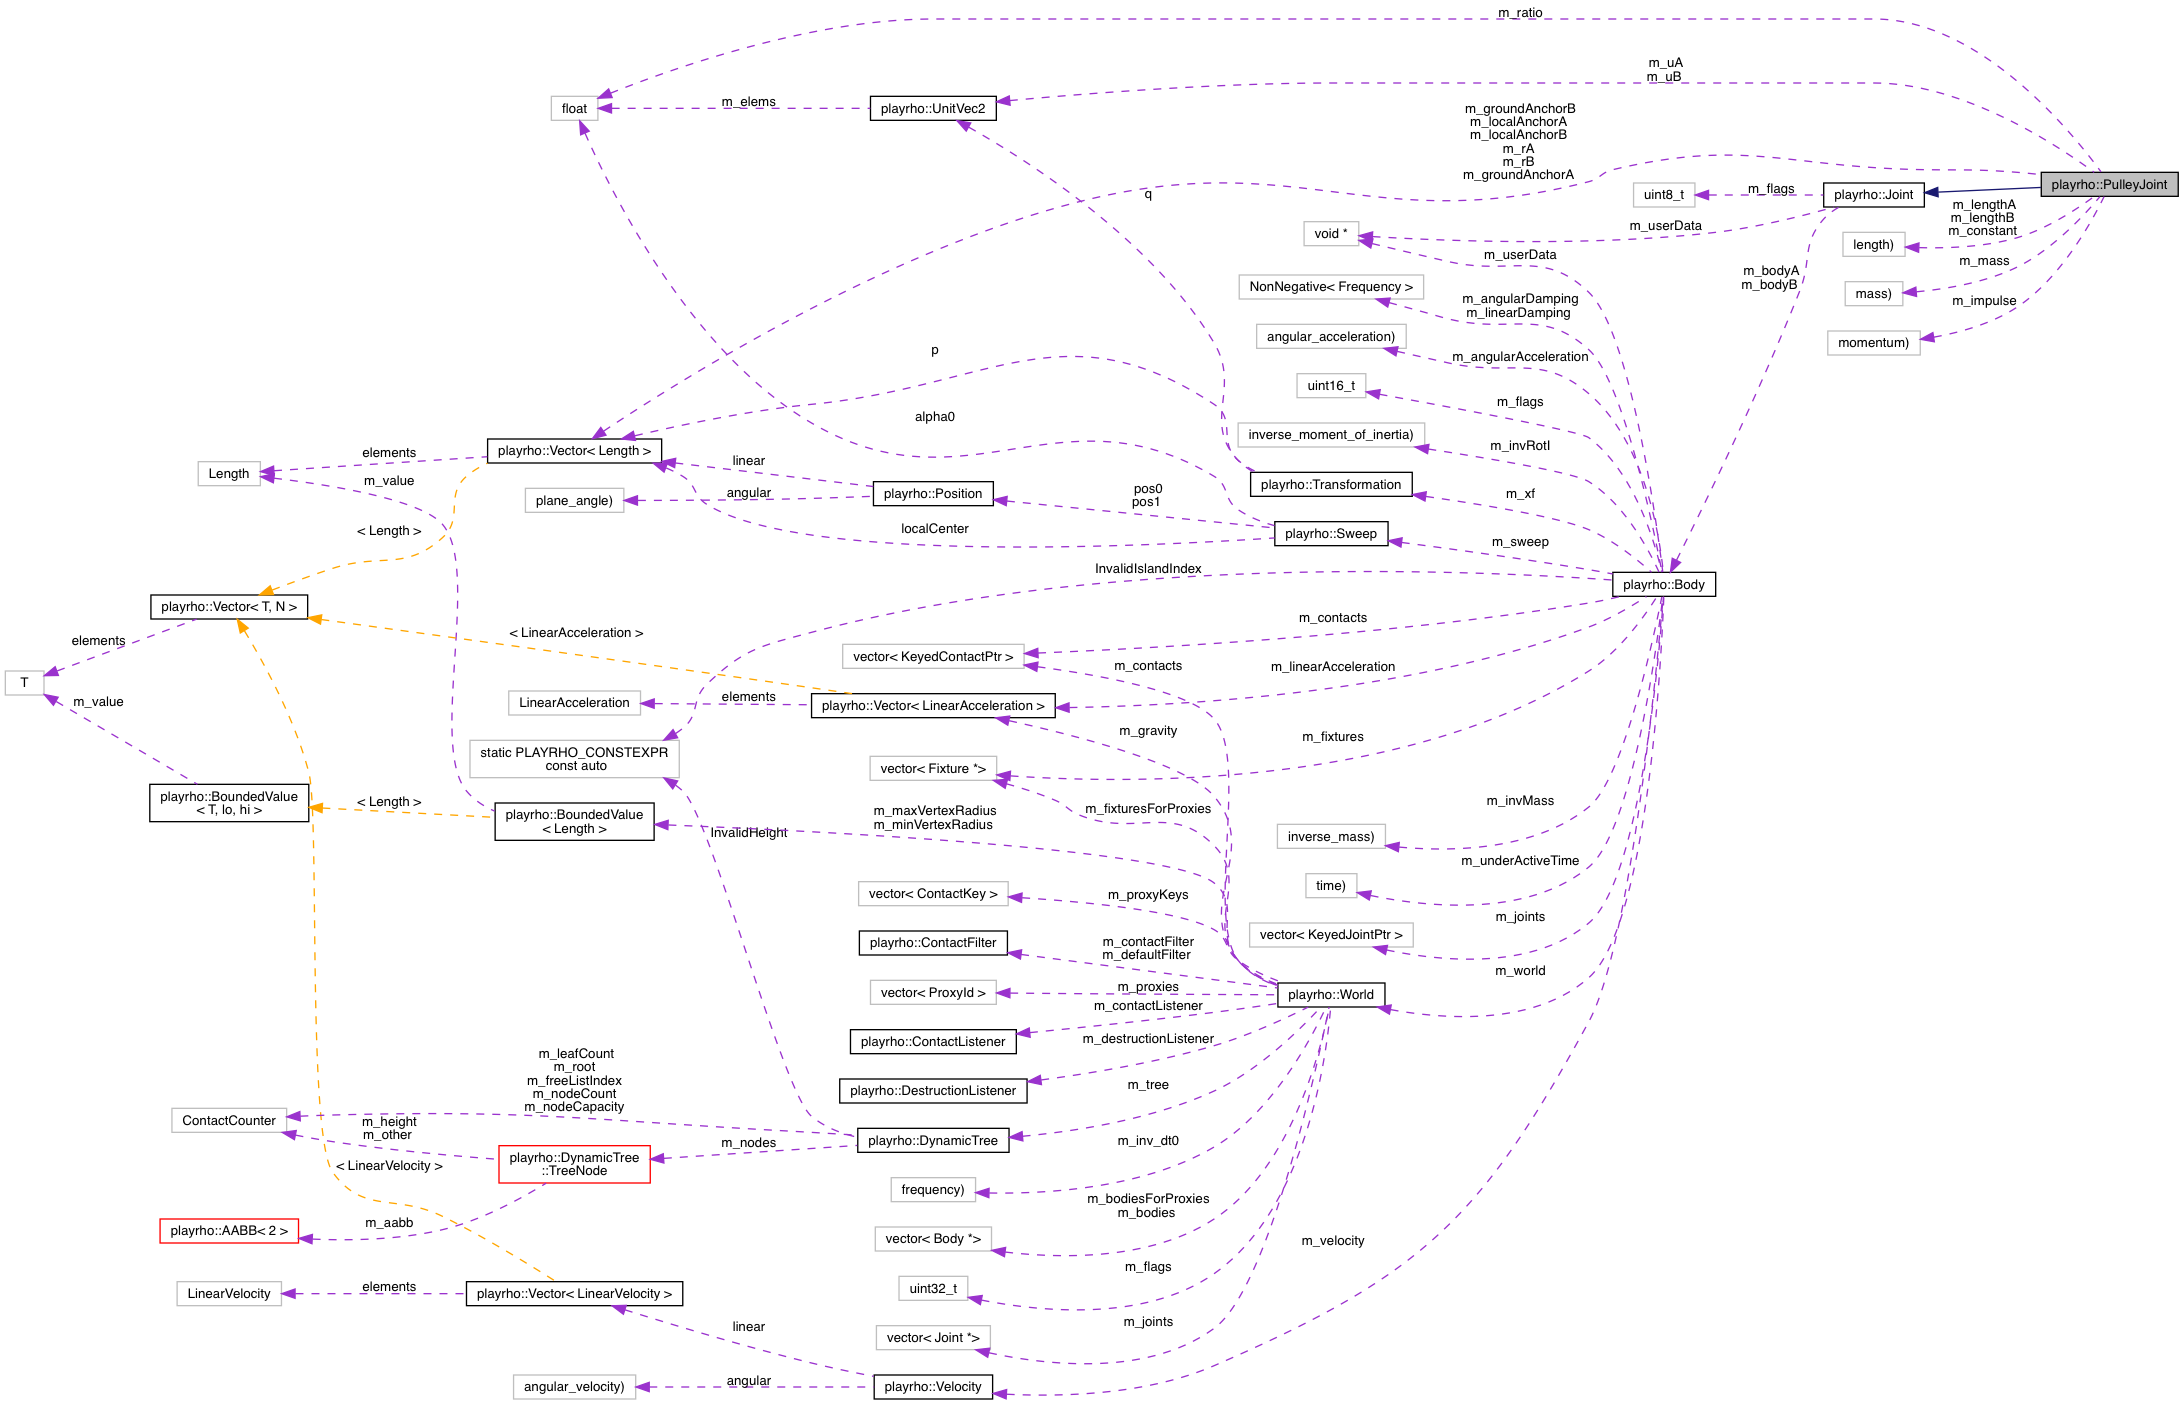 m_ratio
m_uA
m_uB
float
m_elems
playrho::UnitVec2
m_groundAnchorB
m_localAnchorA
m_localAnchorB
m_rA
m_rB
m_groundAnchorA
playrho::PulleyJoint
q
uint8_t
m_flags
playrho::Joint
m_lengthA
m_lengthB
m_constant
length)
void *
m_userData
m_userData
m_mass
mass)
m_bodyA
m_bodyB
NonNegative< Frequency >
m_angularDamping
m_linearDamping
m_impulse
momentum)
angular_acceleration)
m_angularAcceleration
p
uint16_t
m_flags
alpha0
inverse_moment_of_inertia)
m_invRotI
playrho::Vector< Length >
elements
Length
m_value
linear
angular
plane_angle)
playrho::Position
pos0
pos1
playrho::Transformation
m_xf
localCenter
playrho::Sweep
m_sweep
< Length >
InvalidIslandIndex
playrho::Body
playrho::Vector< T, N >
elements
< LinearAcceleration >
m_contacts
vector< KeyedContactPtr >
m_contacts
m_linearAcceleration
T
m_value
LinearAcceleration
elements
playrho::Vector< LinearAcceleration >
m_gravity
m_fixtures
static PLAYRHO_CONSTEXPR
const auto
vector< Fixture *>
playrho::BoundedValue
< T, lo, hi >
< Length >
playrho::BoundedValue
< Length >
m_maxVertexRadius
m_minVertexRadius
m_fixturesForProxies
m_invMass
InvalidHeight
inverse_mass)
m_underActiveTime
time)
vector< ContactKey >
m_proxyKeys
m_joints
vector< KeyedJointPtr >
playrho::ContactFilter
m_contactFilter
m_defaultFilter
m_world
vector< ProxyId >
m_proxies
playrho::World
m_contactListener
playrho::ContactListener
m_destructionListener
playrho::DestructionListener
m_tree
m_leafCount
m_root
m_freeListIndex
m_nodeCount
m_nodeCapacity
ContactCounter
m_height
m_other
m_nodes
playrho::DynamicTree
m_inv_dt0
playrho::DynamicTree
::TreeNode
< LinearVelocity >
frequency)
m_bodiesForProxies
m_bodies
playrho::AABB< 2 >
m_aabb
vector< Body *>
m_velocity
m_flags
uint32_t
LinearVelocity
elements
playrho::Vector< LinearVelocity >
linear
vector< Joint *>
m_joints
angular_velocity)
angular
playrho::Velocity